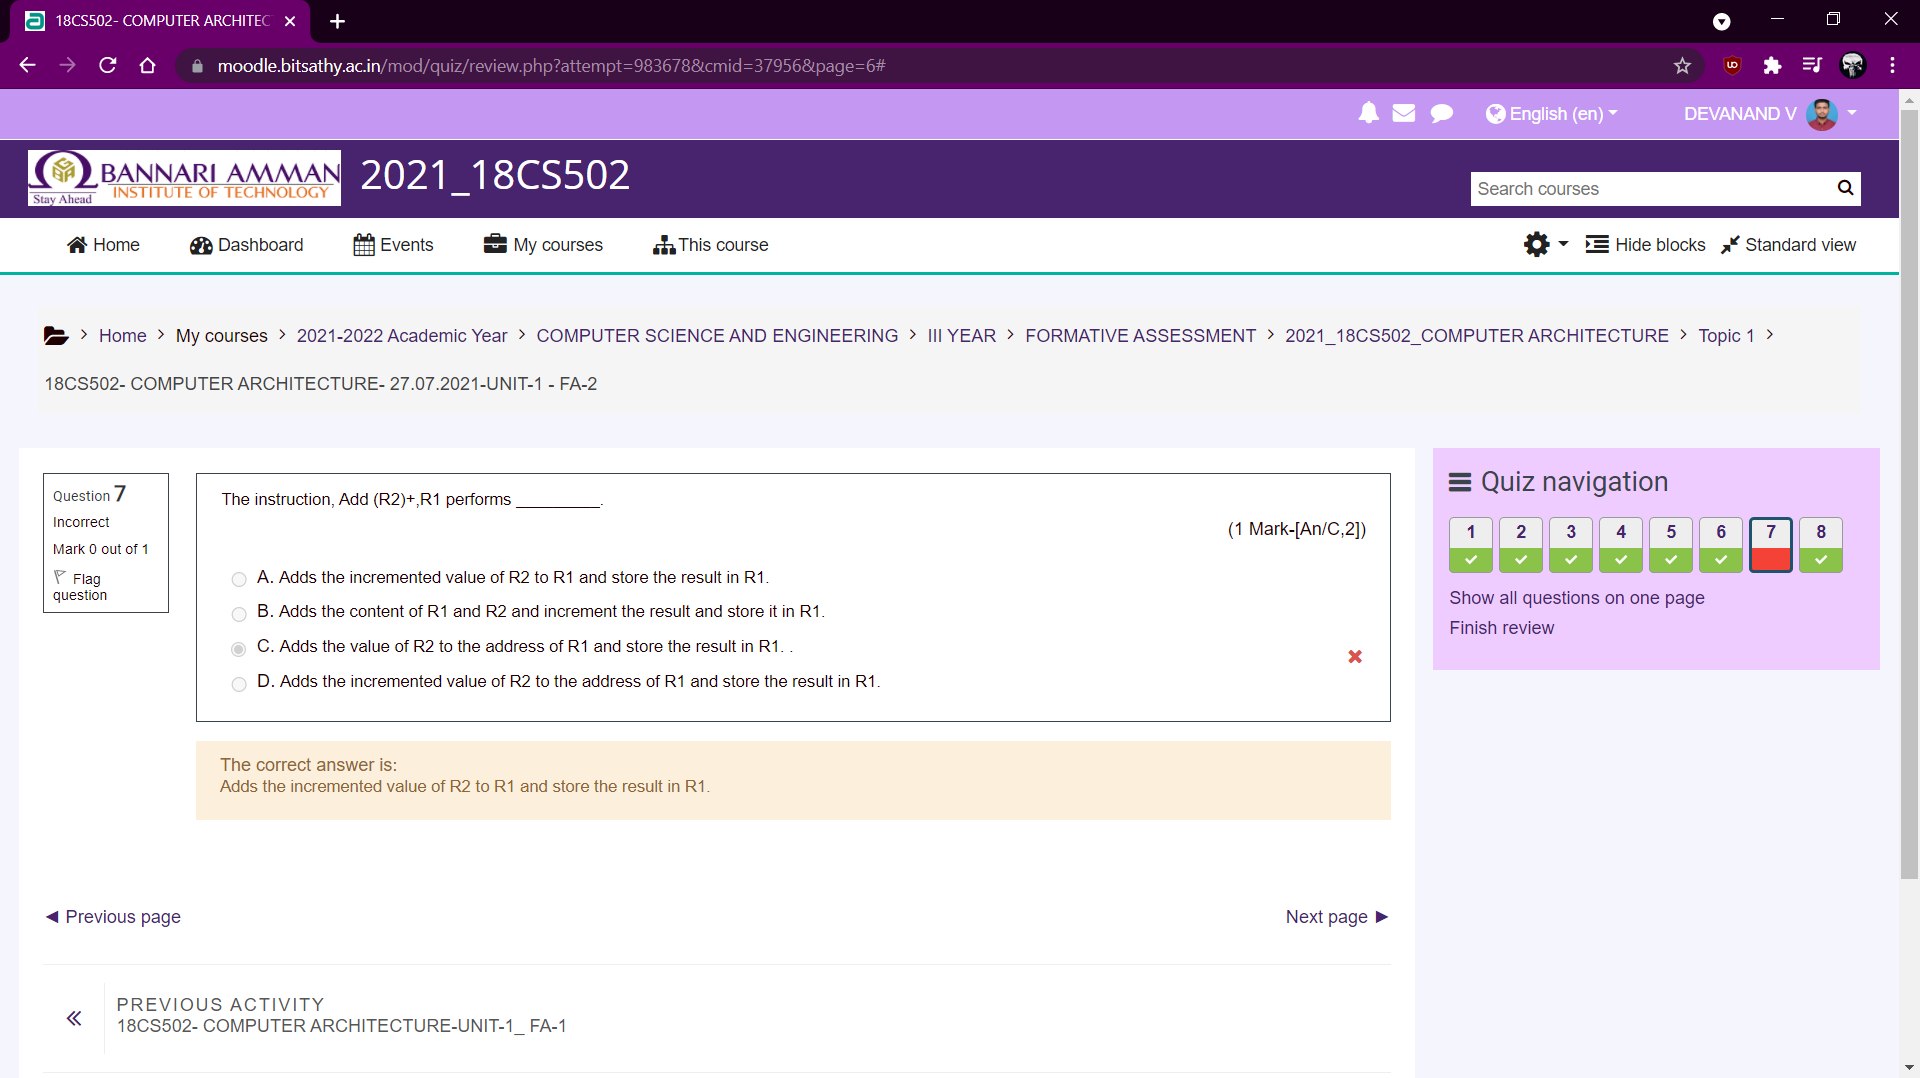 18CS502- COMPUTER ARCHITEC
moodle.bitsathy.ac.in/mod/quiz/review.php?attempt=983678&cmid=37956&page=6#
English (en)
DEVANAND V
BANNARI AMMAN
INSTITUTE OF TECHNOLOGY
Stay Ahead
2021_18CS502
Search courses
Home
Dashboard
Events
My courses
This course
Hide blocks
Standard view
Home > My courses > 2021-2022 Academic Year > COMPUTER SCIENCE AND ENGINEERING > III YEAR > FORMATIVE ASSESSMENT > 2021_18CS502_COMPUTER ARCHITECTURE > Topic 1 >
18CS502- COMPUTER ARCHITECTURE- 27.07.2021-UNIT-1 - FA-2
Question 7
Incorrect
Mark 0 out of 1
Flag
question
The instruction, Add (R2)+,R1 performs _________.
(1 Mark-[An/C,2])
A. Adds the incremented value of R2 to R1 and store the result in R1.
B. Adds the content of R1 and R2 and increment the result and store it in R1.
C. Adds the value of R2 to the address of R1 and store the result in R1. .
D. Adds the incremented value of R2 to the address of R1 and store the result in R1.
The correct answer is:
Adds the incremented value of R2 to R1 and store the result in R1.
Quiz navigation
1 2 3 4 5 6 7 8
Show all questions on one page
Finish review
◄ Previous page
Next page ►
PREVIOUS ACTIVITY
18CS502- COMPUTER ARCHITECTURE-UNIT-1_ FA-1